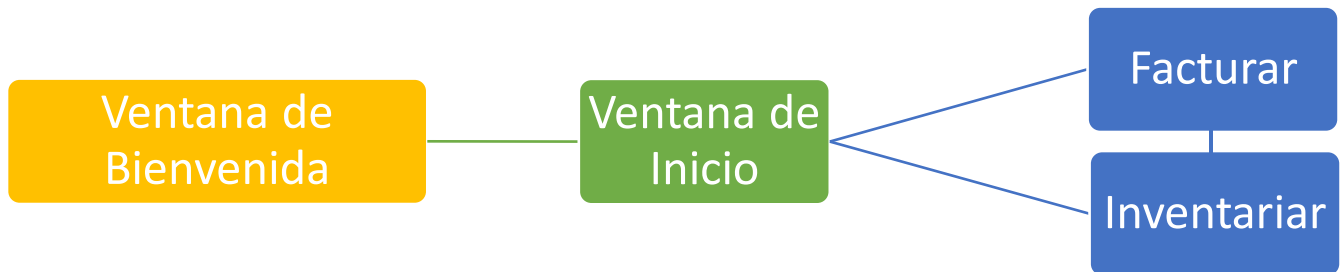 Ventana de
Bienvenida
Ventana de
Inicio
Facturar
Inventariar